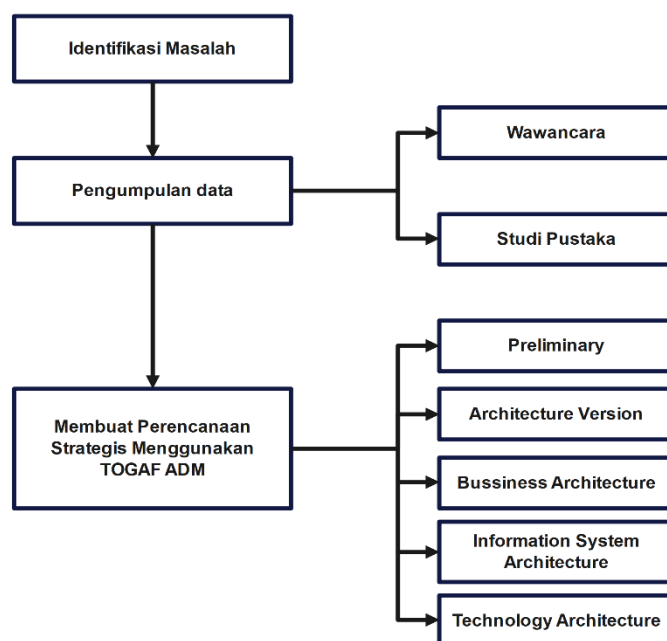 Identifikasi Masalah
Pengumpulan data
Wawancara
Studi Pustaka
Membuat Perencanaan
Strategis Menggunakan
TOGAF ADM
Preliminary
Architecture Version
Bussiness Architecture
Information System
Architecture
Technology Architecture